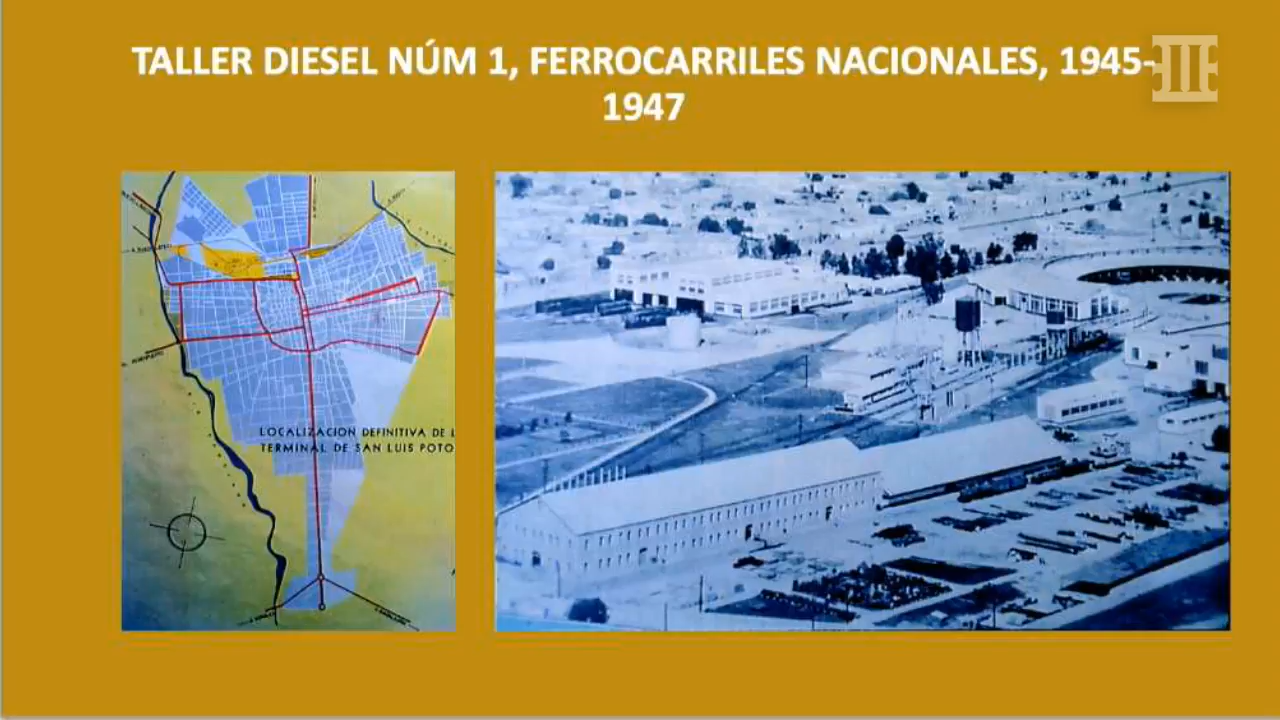 TALLER DIESEL NÚM 1, FERROCARRILES NACIONALES, 1945-
1947
LOCALIZACION DEFINITIVA DE L
TERMINAL DE SAN LUIS POTO